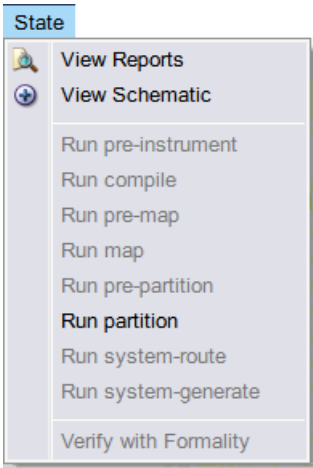 State
View Reports
View Schematic
Run pre-instrument
Run compile
Run pre-map
Run map
Run pre-partition
Run partition
Run system-route
Run system-generate
Verify with Formality